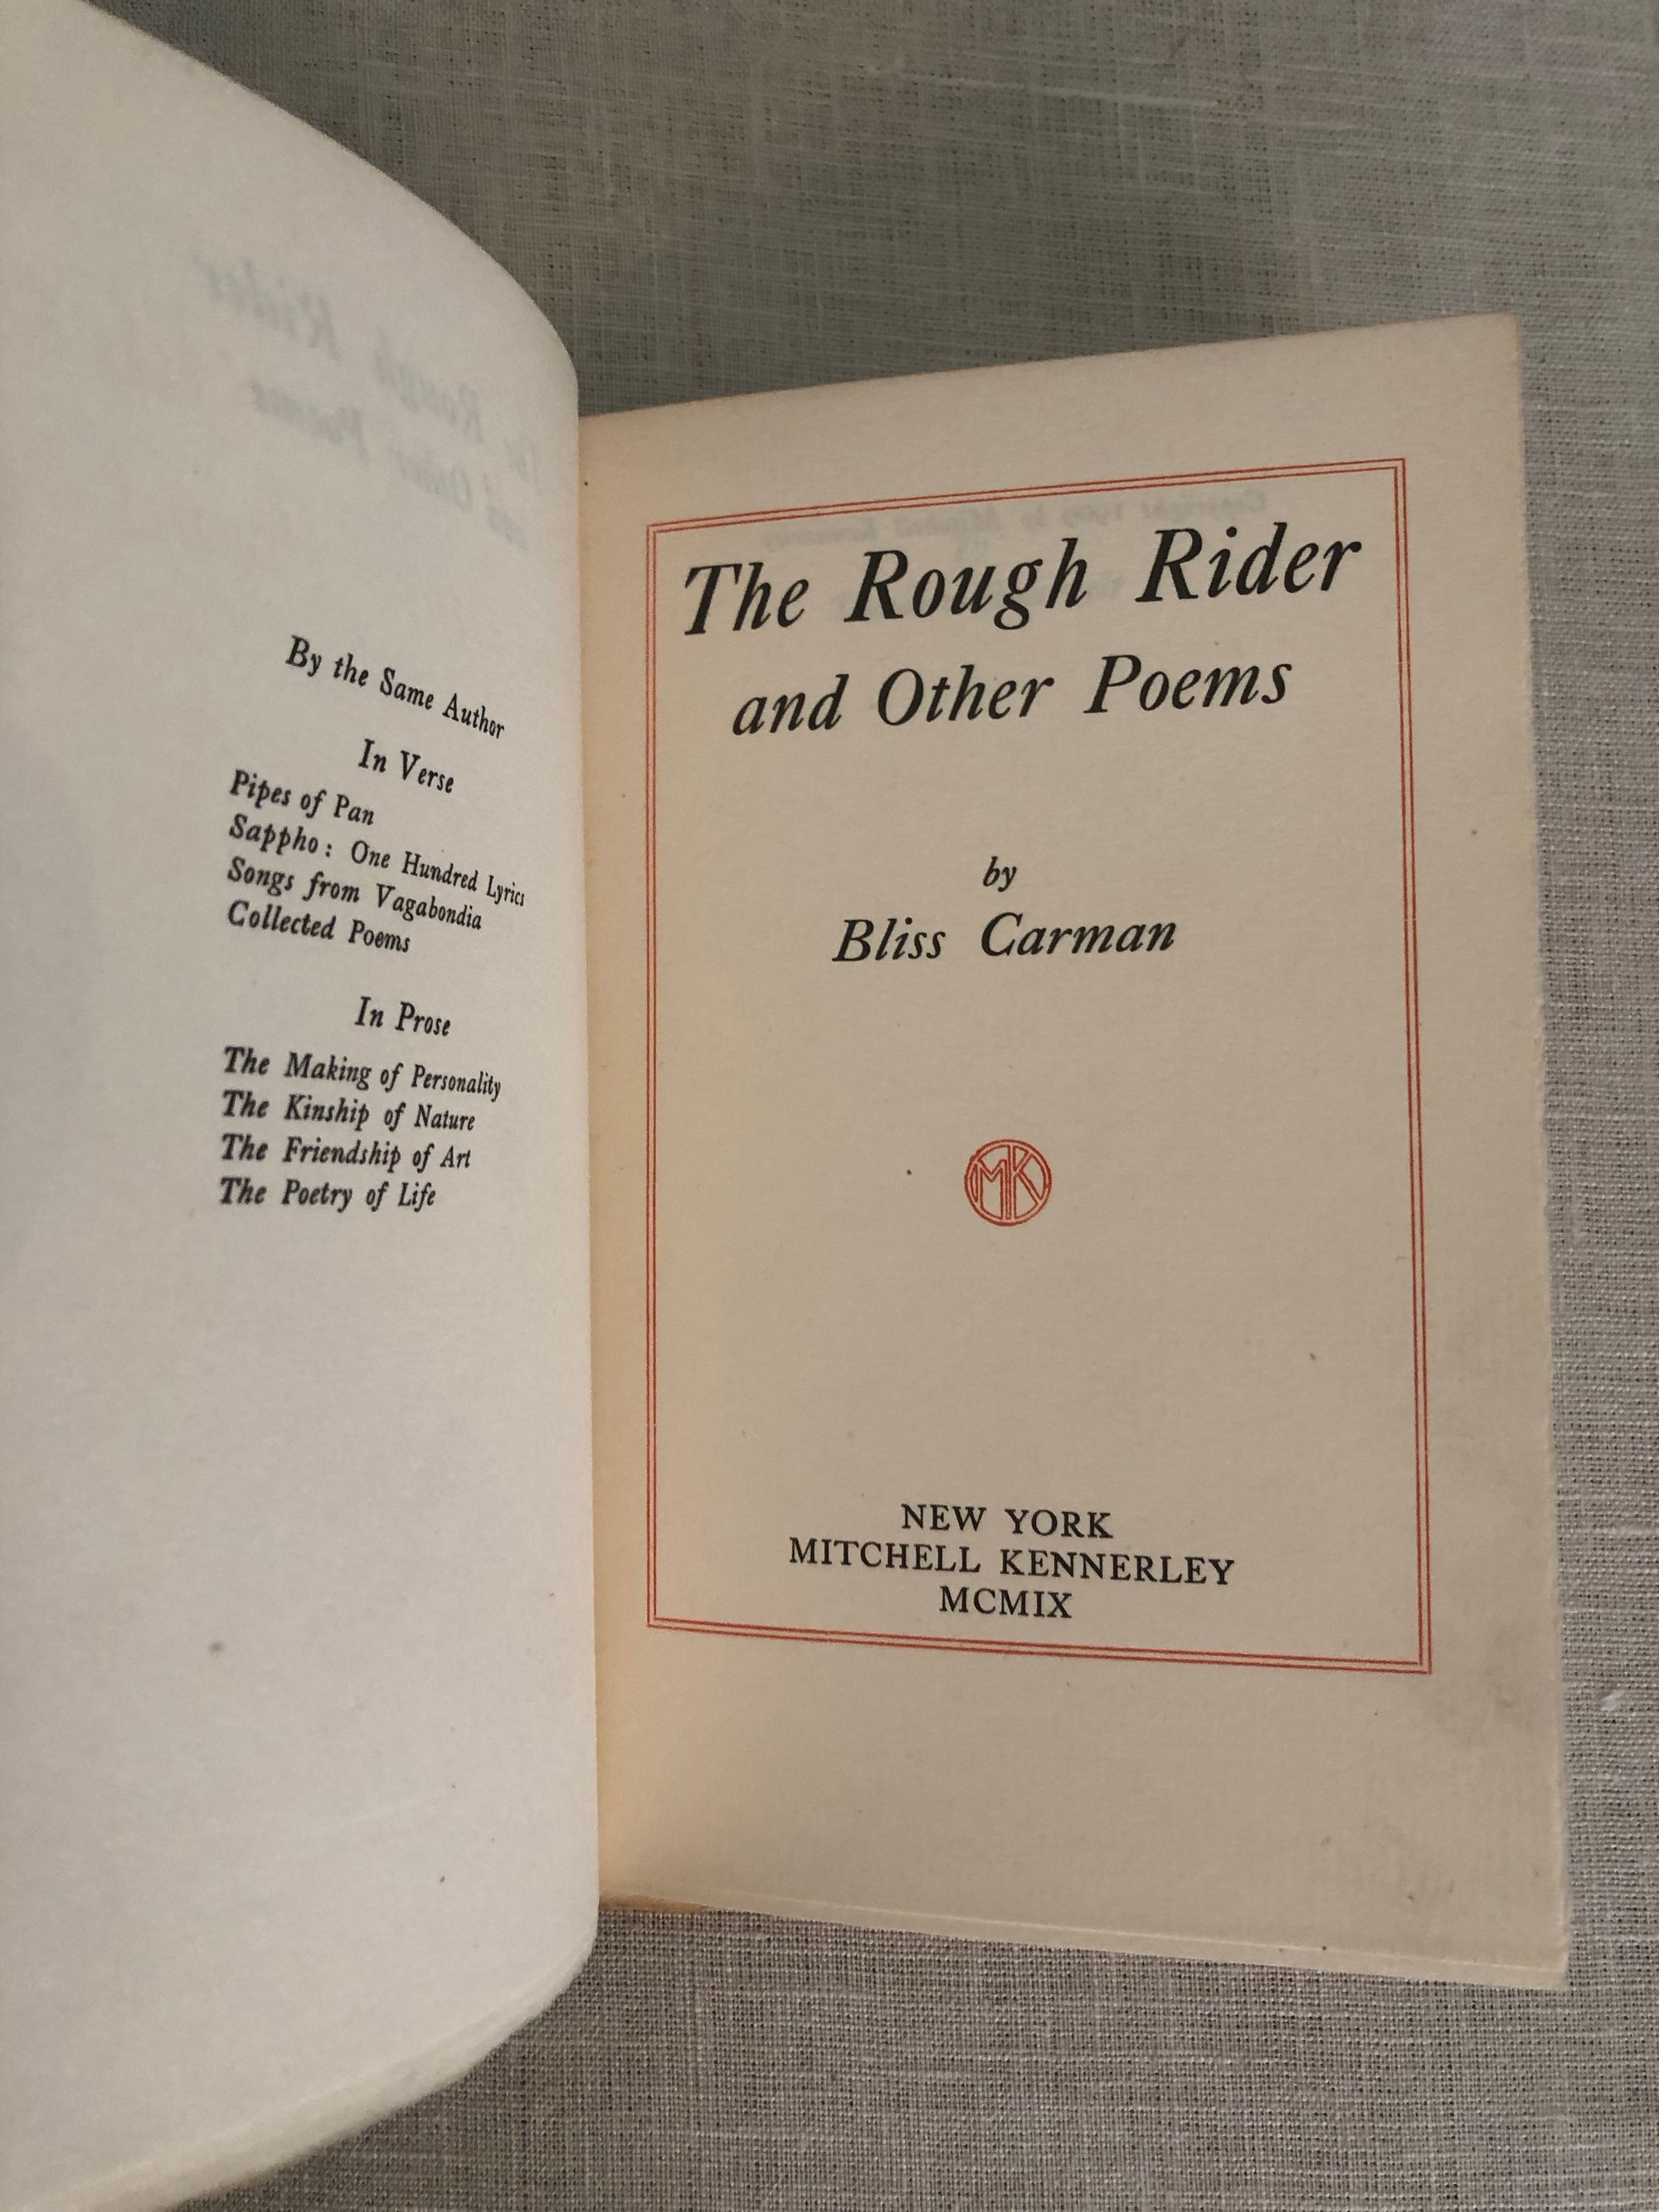 By the Same Author
In Verse
Pipes of Pan
Sappho: One Hundred Lyrics
Songs from Vagabondia
Collected Poems
In Prose
The Making of Personality
The Kinship of Nature
The Friendship of Art
The Poetry of Life
The Rough Rider
and Other Poems
by
Bliss Carman
MK
NEW YORK
MITCHELL KENNERLEY
MCMIX